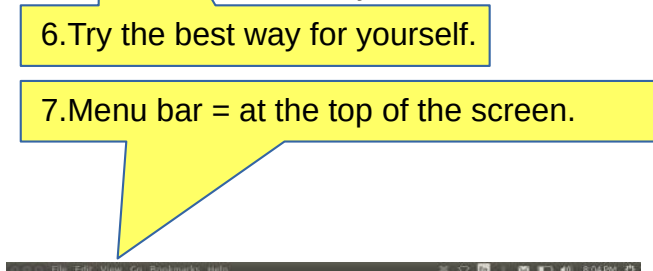 6.Try the best way for yourself.
7.Menu bar = at the top of the screen.
File Edit View Go Bookmarks Help 8:04 PM